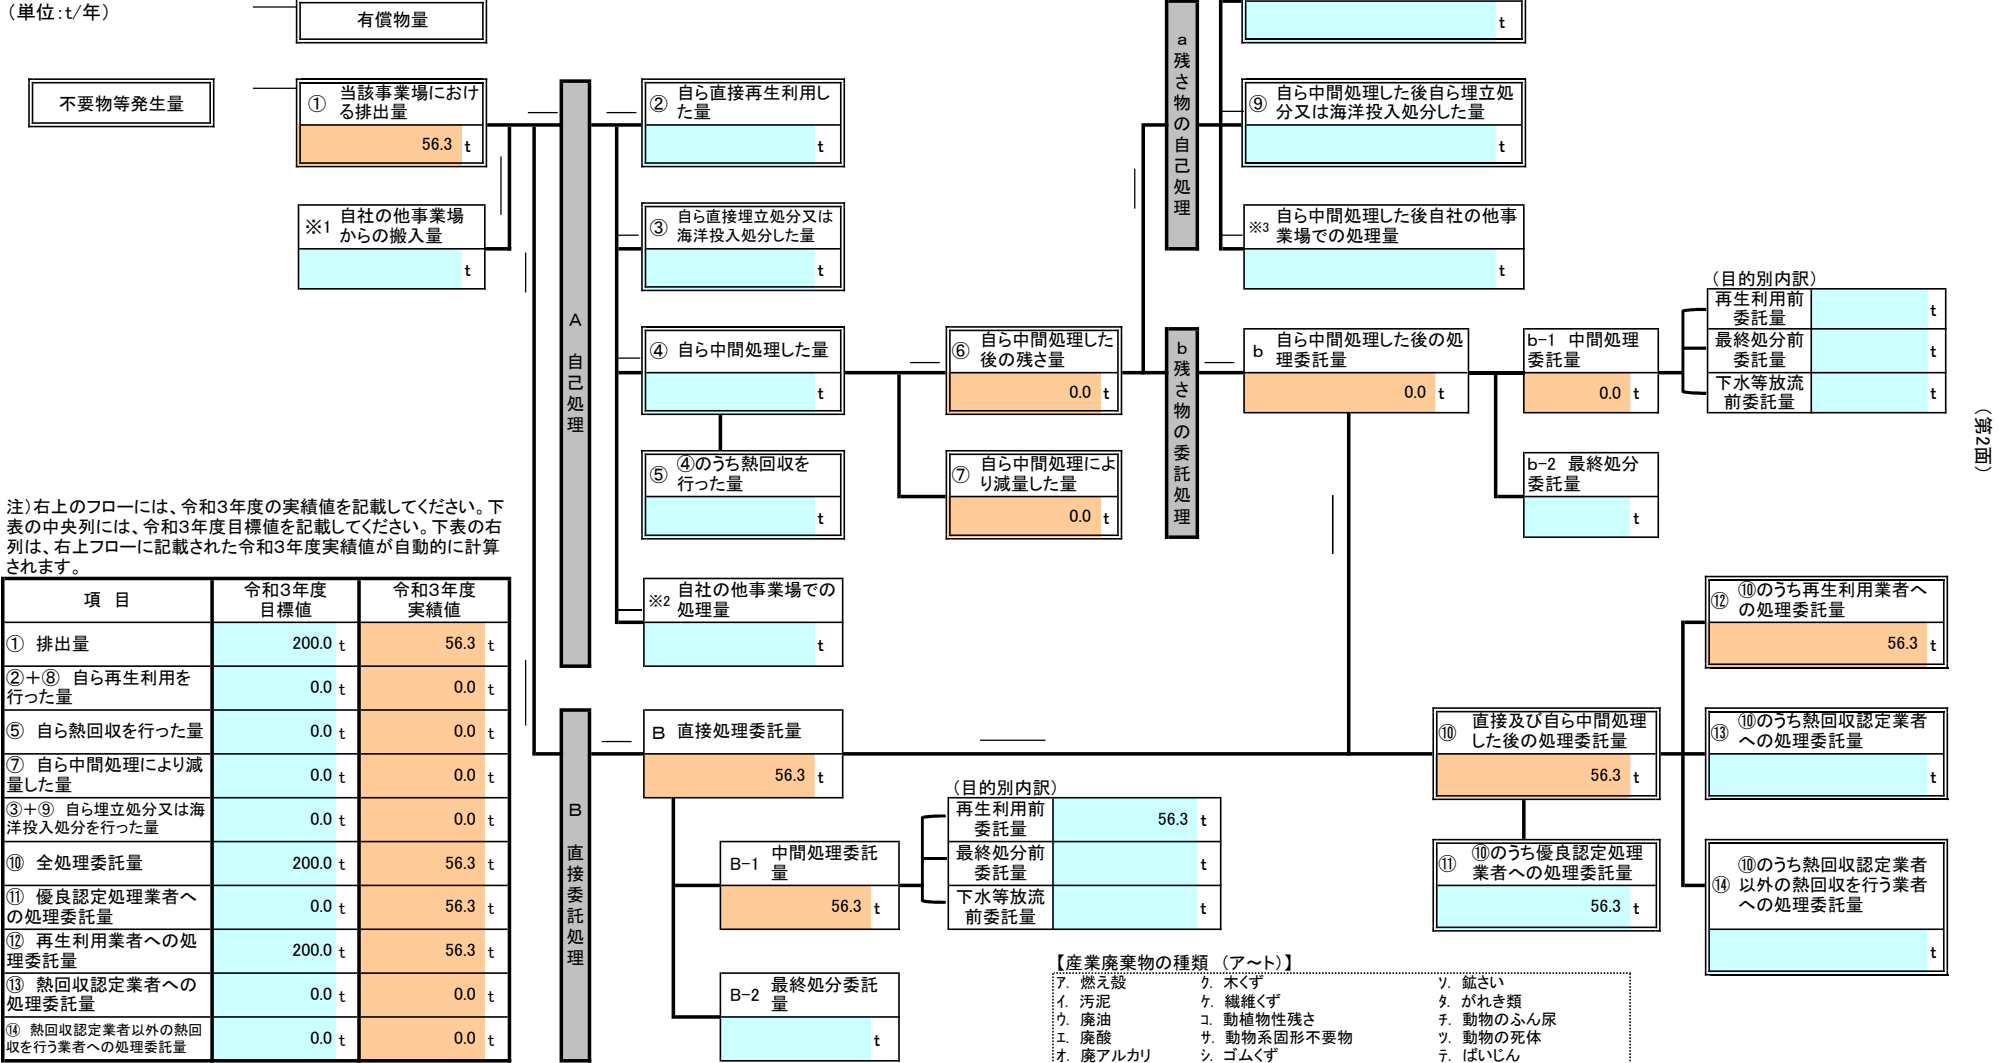 （単位：t/年）
有償物量
t
不要物等発生量
① 当該事業場におけ
る排出量
56.3 t
※1 自社の他事業場
からの搬入量
t
A 自己処理
② 自ら直接再生利用し
た量
t
③ 自ら直接埋立処分又は
海洋投入処分した量
t
④ 自ら中間処理した量
t
⑤ ④のうち熱回収を
行った量
t
※2 自社の他事業場での
処理量
t
⑥ 自ら中間処理した
後の残さ量
0.0 t
⑦ 自ら中間処理によ
り減量した量
0.0 t
a 残さ物の自己処理
⑨ 自ら中間処理した後自ら埋立処
分又は海洋投入処分した量
t
※3 自ら中間処理した後自社の他事
業場での処理量
t
b 残さ物の委託処理
b 自ら中間処理した後の処
理委託量
0.0 t
b-1 中間処理
委託量
0.0 t
b-2 最終処分
委託量
t
（目的別内訳）
再生利用前
委託量
t
最終処分前
委託量
t
下水等放流
前委託量
t
（第2面）
注）右上のフローには、令和3年度の実績値を記載してください。下
表の中央列には、令和3年度目標値を記載してください。下表の右
列は、右上フローに記載された令和3年度実績値が自動的に計算
されます。
項 目
令和3年度
目標値
令和3年度
実績値
① 排出量 200.0 t 56.3 t
②＋⑧ 自ら再生利用を
行った量 0.0 t 0.0 t
⑤ 自ら熱回収を行った量 0.0 t 0.0 t
⑦ 自ら中間処理により減
量した量 0.0 t 0.0 t
③＋⑨ 自ら埋立処分又は海
洋投入処分を行った量 0.0 t 0.0 t
⑩ 全処理委託量 200.0 t 56.3 t
⑪ 優良認定処理業者へ
の処理委託量 0.0 t 56.3 t
⑫ 再生利用業者への処
理委託量 200.0 t 56.3 t
⑬ 熱回収認定業者への
処理委託量 0.0 t 0.0 t
⑭ 熱回収認定業者以外の熱回
収を行う業者への処理委託量 0.0 t 0.0 t
B 直接委託処理
B 直接処理委託量
56.3 t
B-1 中間処理委託
量
56.3 t
B-2 最終処分委託
量
t
（目的別内訳）
再生利用前
委託量
56.3 t
最終処分前
委託量
t
下水等放流
前委託量
t
⑩ 直接及び自ら中間処理
した後の処理委託量
56.3 t
⑪ ⑩のうち優良認定処理
業者への処理委託量
56.3 t
⑫ ⑩のうち再生利用業者へ
の処理委託量
56.3 t
⑬ ⑩のうち熱回収認定業者
への処理委託量
t
⑭ ⑩のうち熱回収認定業者
以外の熱回収を行う業者
への処理委託量
t
【産業廃棄物の種類 （ア～ト）】
ア. 燃え殻 ク. 木くず ソ. 鉱さい
イ. 汚泥 ケ. 繊維くず タ. がれき類
ウ. 廃油 コ. 動植物性残さ チ. 動物のふん尿
エ. 廃酸 サ. 動物系固形不要物 ツ. 動物の死体
オ. 廃アルカリ シ. ゴムくず テ. ばいじん